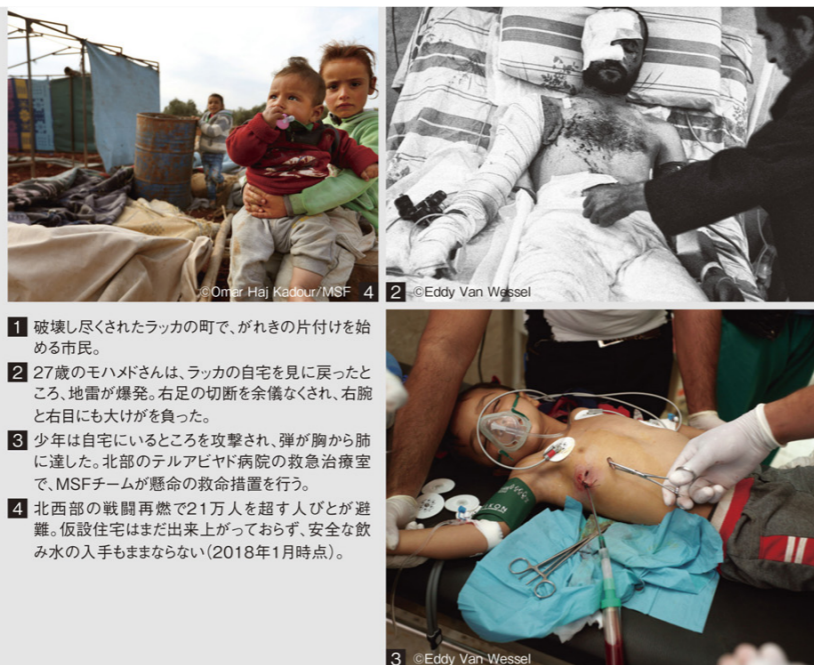 ©Omar Haj Kadour/MSF 4
2 ©Eddy Van Wessel
1 破壊し尽くされたラッカの町で、がれきの片付けを始
める市民。
2 27歳のモハメドさんは、ラッカの自宅を見に戻ったと
ころ、地雷が爆発。右足の切断を余儀なくされ、右腕
と右目にも大けがを負った。
3 少年は自宅にいるところを攻撃され、弾が胸から肺
に達した。北部のテルアビヤド病院の救急治療室
で、MSFチームが懸命の救命措置を行う。
4 北西部の戦闘再燃で21万人を超す人びとが避
難。仮設住宅はまだ出来上がっておらず、安全な飲
み水の入手もままならない(2018年1月時点)。
3 ©Eddy Van Wessel